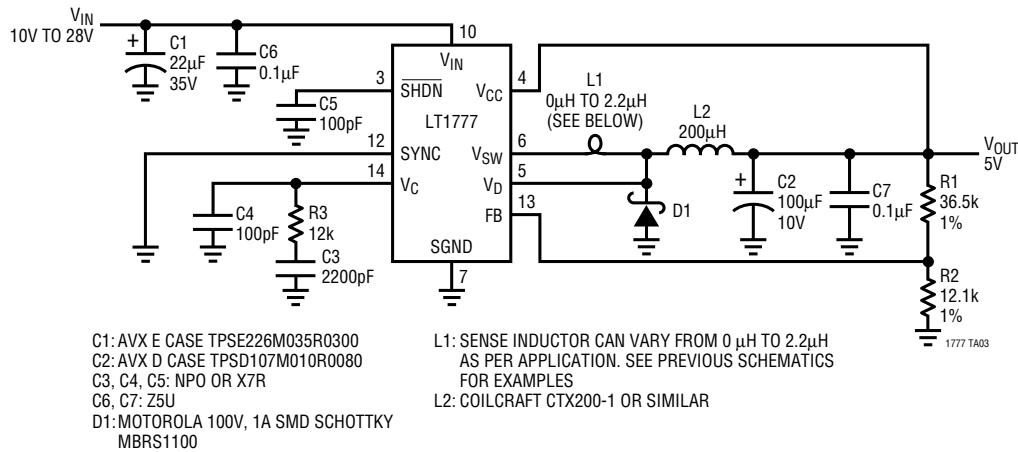 VIN
10V TO 28V
+
C1
22µF
35V
C6
0.1µF
10
VIN
3
SHDN
VCC
4
C5
100pF
LT1777
L1
0µH TO 2.2µH
(SEE BELOW)
L2
200µH
12
SYNC
VSW
6
14
VC
VD
5
FB
13
VOUT
5V
C4
100pF
R3
12k
C3
2200pF
SGND
7
D1
+
C2
100µF
10V
C7
0.1µF
R1
36.5k
1%
R2
12.1k
1%
1777 TA03
C1: AVX E CASE TPSE226M035R0300
C2: AVX D CASE TPSD107M010R0080
C3, C4, C5: NPO OR X7R
C6, C7: Z5U
D1: MOTOROLA 100V, 1A SMD SCHOTTKY
MBRS1100
L1: SENSE INDUCTOR CAN VARY FROM 0 µH TO 2.2µH
AS PER APPLICATION. SEE PREVIOUS SCHEMATICS
FOR EXAMPLES
L2: COILCRAFT CTX200-1 OR SIMILAR